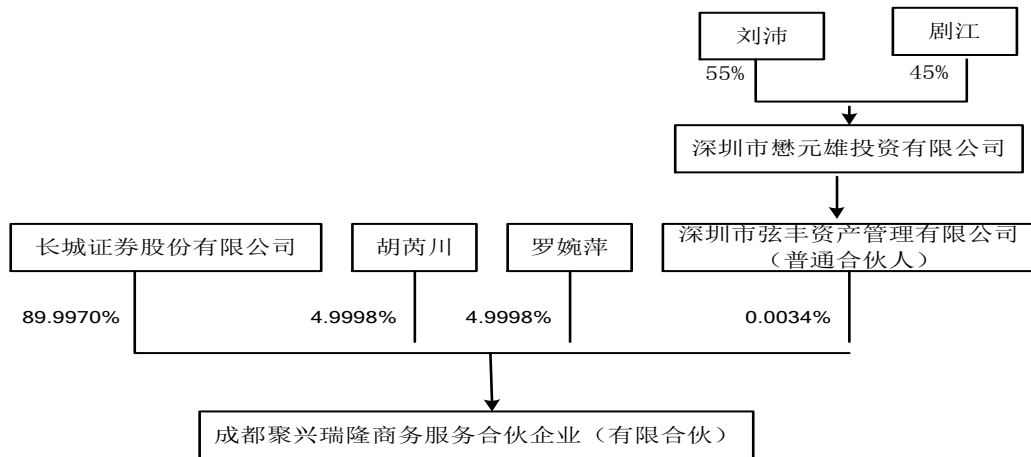 刘沛
剧江
55%
45%
深圳市懋元雄投资有限公司
长城证券股份有限公司
胡芮川
罗婉萍
深圳市弦丰资产管理有限公司
（普通合伙人）
89.9970%
4.9998%
4.9998%
0.0034%
成都聚兴瑞隆商务服务合伙企业（有限合伙）